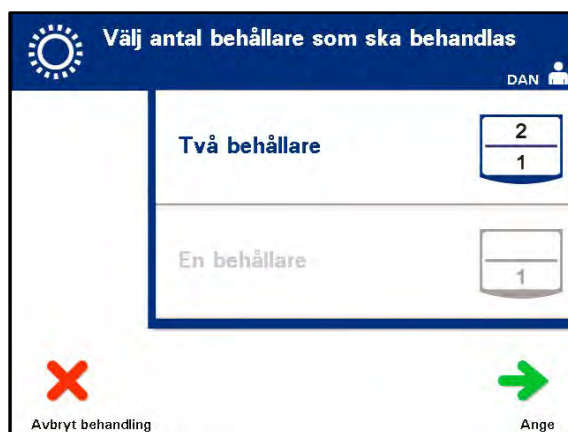 Välj antal behållare som ska behandlas
DAN
Två behållare
2
1
En behållare
1
Avbryt behandling
Ange